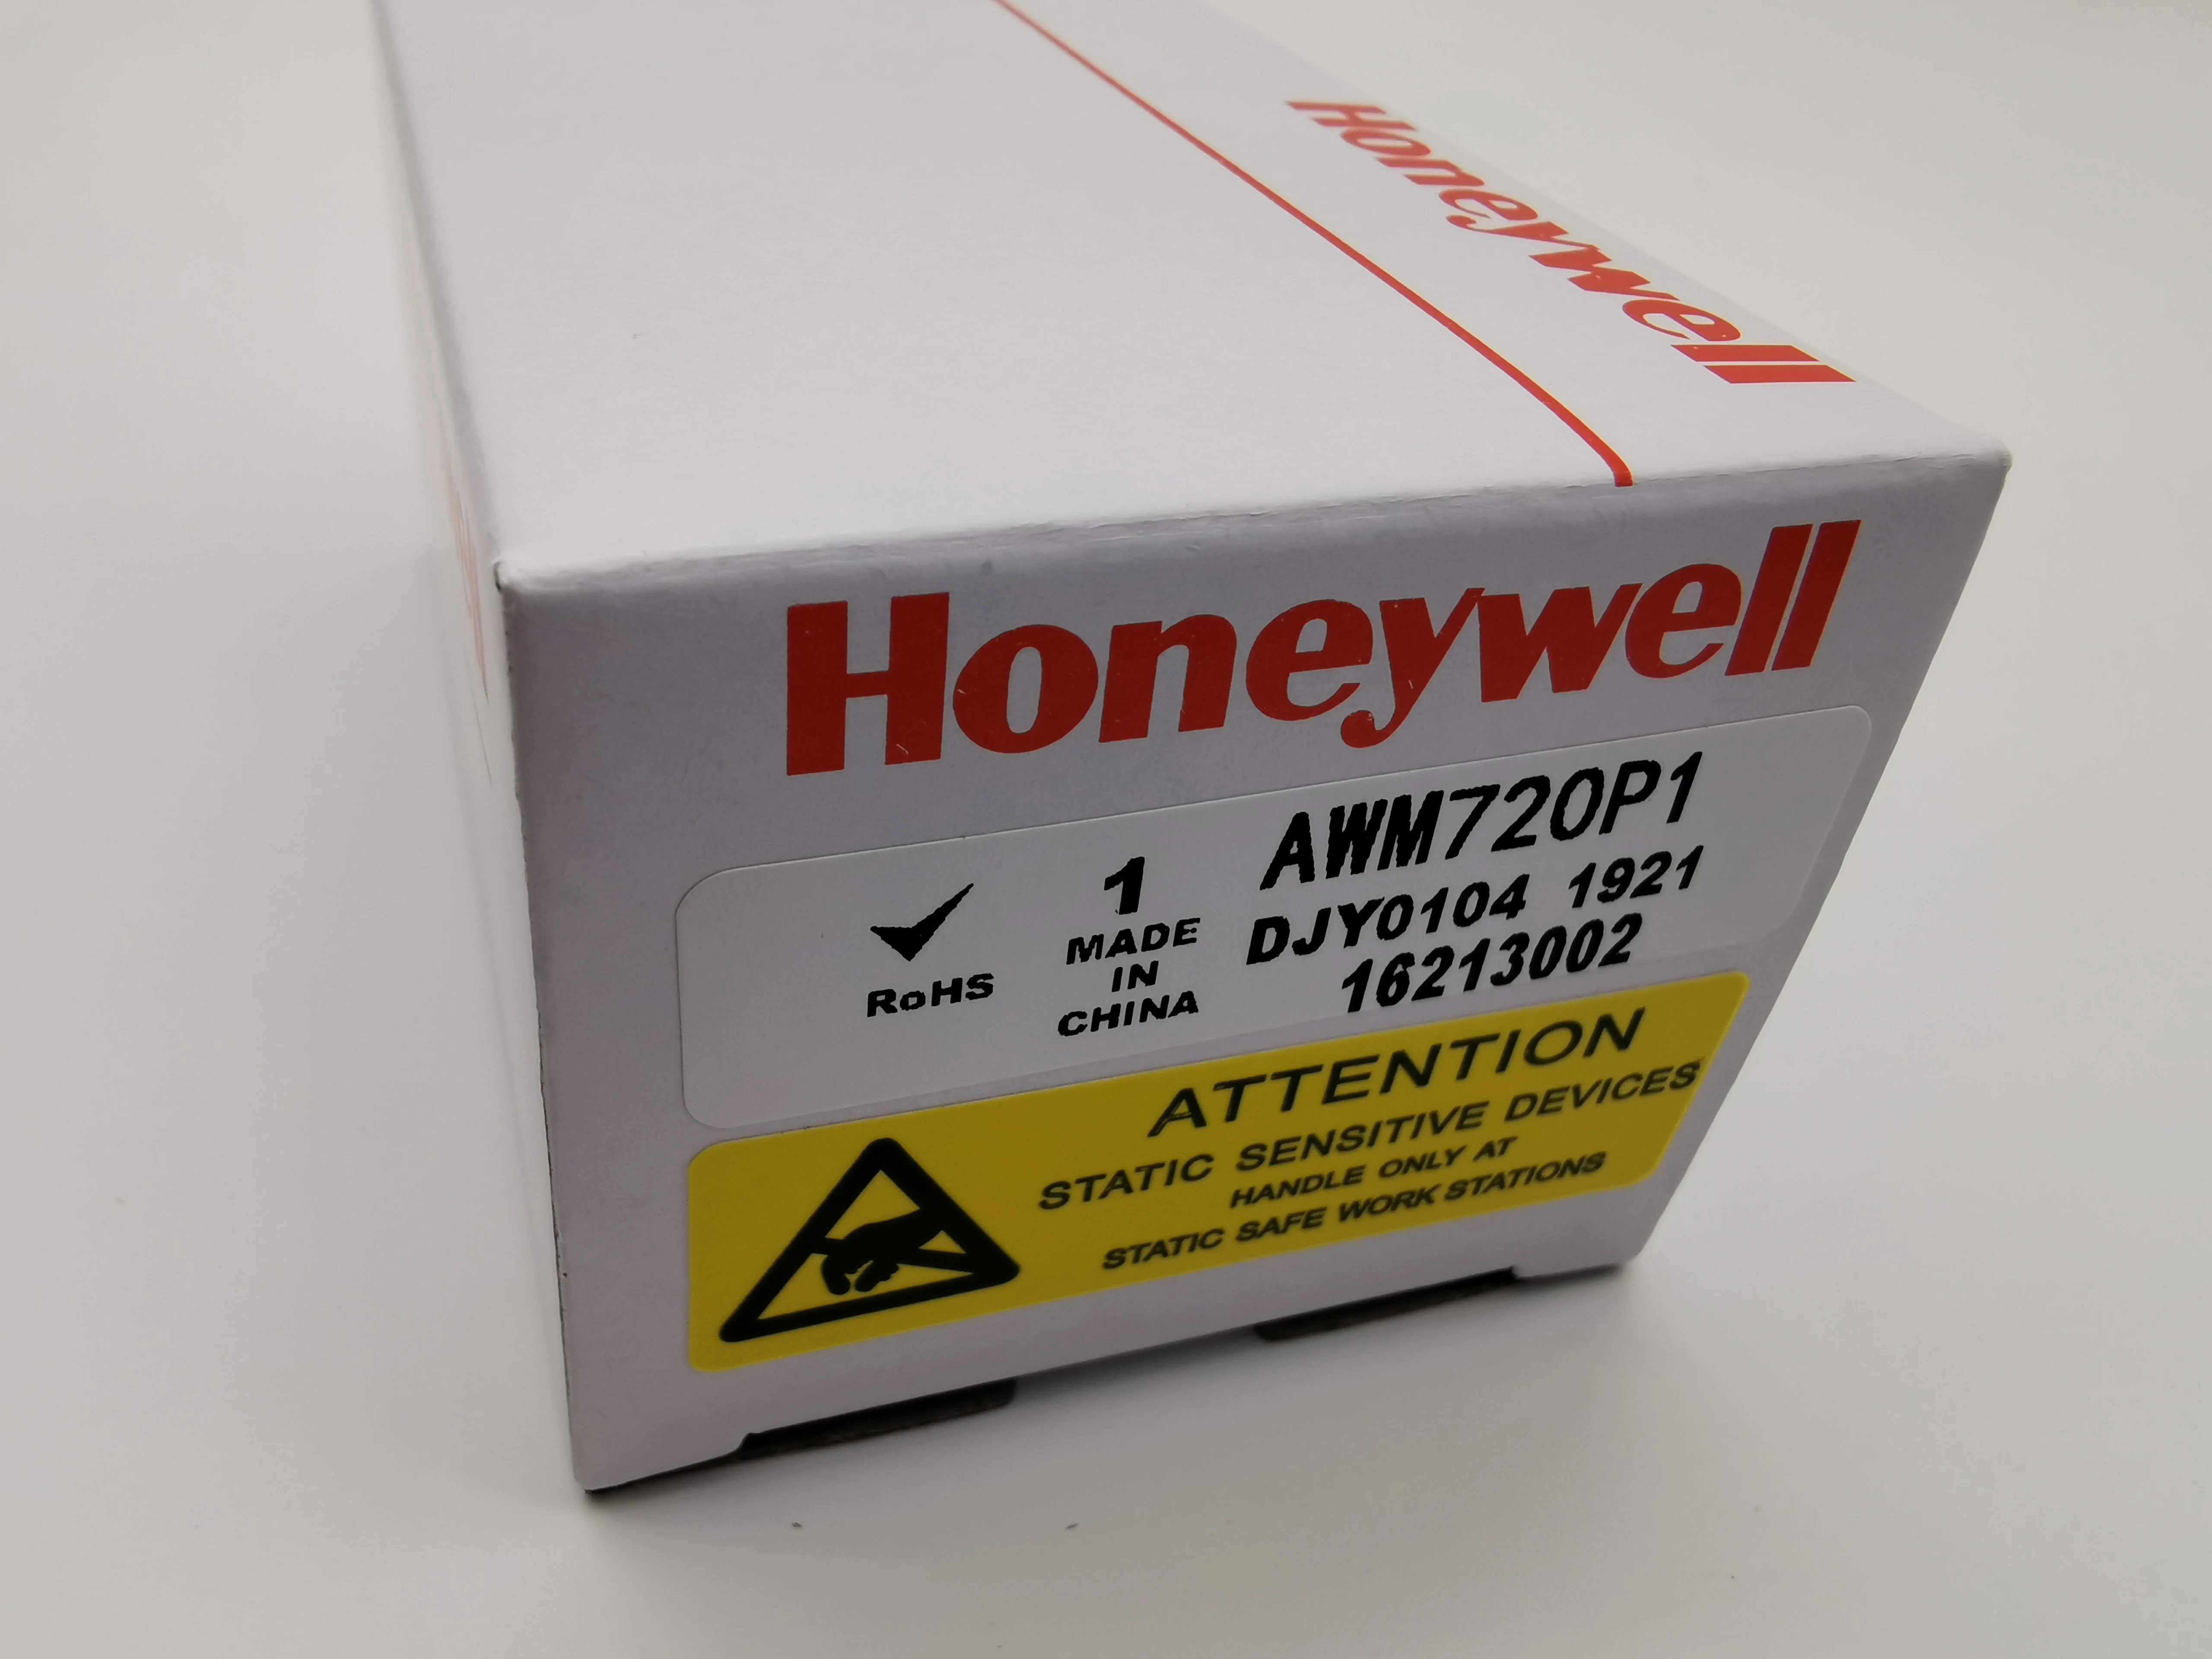 Honeywell
Honeywell
AWM720P1
DJY0104 1921
16213002
1
MADE
IN
CHINA
RoHS
ATTENTION
STATIC SENSITIVE DEVICES
HANDLE ONLY AT
STATIC SAFE WORK STATIONS